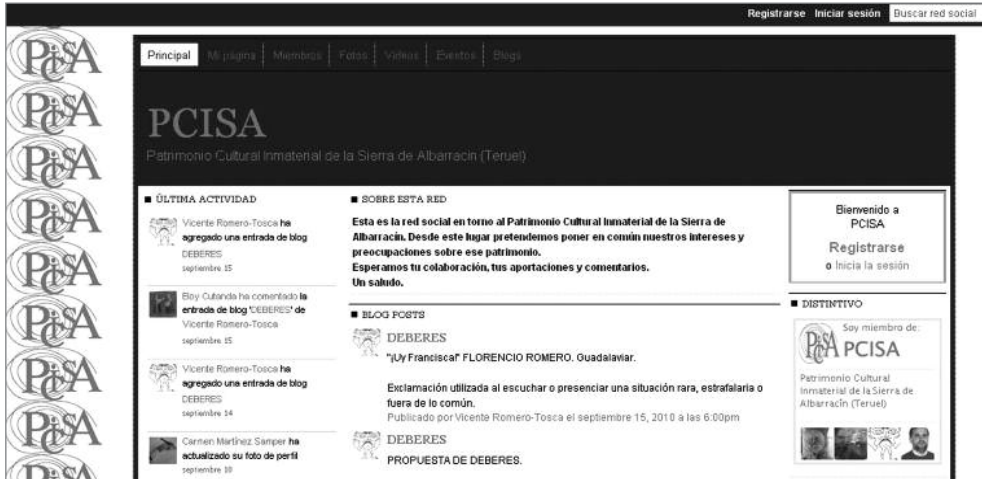 Registrarse Iniciar sesión Buscar red social
Principal Mi página Miembros Fotos Videos Eventos Blogs
PCISA
Patrimonio Cultural Inmaterial de la Sierra de Albarracín (Teruel)
ÚLTIMA ACTIVIDAD
Vicente Romero-Tosca ha
agregado una entrada de blog
DEBERES
septiembre 15
Eloy Cutanda ha comentado la
entrada de blog 'DEBERES' de
Vicente Romero-Tosca
septiembre 15
Vicente Romero-Tosca ha
agregado una entrada de blog
DEBERES
septiembre 14
Carmen Martínez Samper ha
actualizado su foto de perfil
septiembre 10
SOBRE ESTA RED
Esta es la red social en torno al Patrimonio Cultural Inmaterial de la Sierra de
Albarracín. Desde este lugar pretendemos poner en común nuestros intereses y
preocupaciones sobre ese patrimonio.
Esperamos tu colaboración, tus aportaciones y comentarios.
Un saludo.
BLOG POSTS
DEBERES
"¡Uy Francisca!" FLORENCIO ROMERO. Guadalaviar.
Exclamación utilizada al escuchar o presenciar una situación rara, estrafalaria o
fuera de lo común.
Publicado por Vicente Romero-Tosca el septiembre 15, 2010 a las 6:00pm
DEBERES
PROPUESTA DE DEBERES.
Bienvenido a
PCISA
Registrarse
o Inicia la sesión
DISTINTIVO
Soy miembro de:
PCISA
Patrimonio Cultural
Inmaterial de la Sierra de
Albarracín (Teruel)